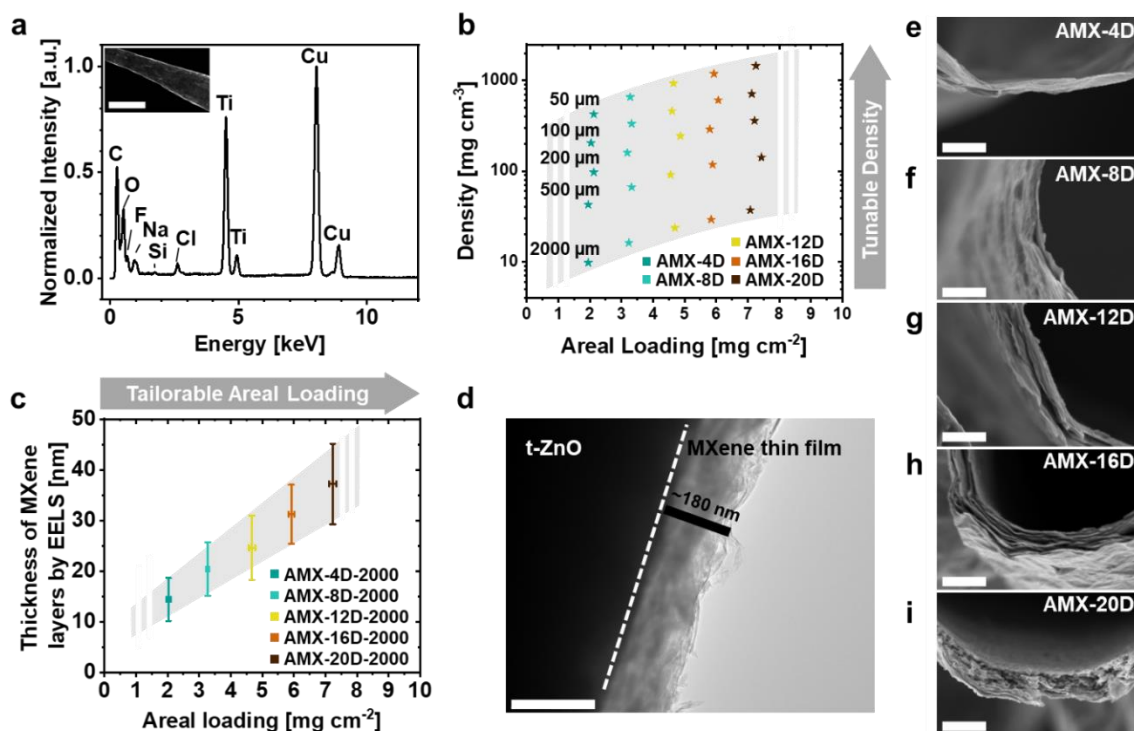 a
Normalized Intensity [a.u.]
1.0
0.5
0.0
C
O
F
Na
Si
Cl
Ti
Ti
Cu
Cu
0 5 10
Energy [keV]
b
Density [mg cm-3]
1000
100
10
50 µm
100 µm
200 µm
500 µm
2000 µm
AMX-4D
AMX-8D
AMX-12D
AMX-16D
AMX-20D
0 1 2 3 4 5 6 7 8 9 10
Areal Loading [mg cm-2]
Tunable Density
Tailorable Areal Loading
c
Thickness of MXene
layers by EELS [nm]
50
40
30
20
10
0
AMX-4D-2000
AMX-8D-2000
AMX-12D-2000
AMX-16D-2000
AMX-20D-2000
0 1 2 3 4 5 6 7 8 9 10
Areal loading [mg cm-2]
d
t-ZnO
MXene thin film
~180 nm
e
AMX-4D
f
AMX-8D
g
AMX-12D
h
AMX-16D
i
AMX-20D